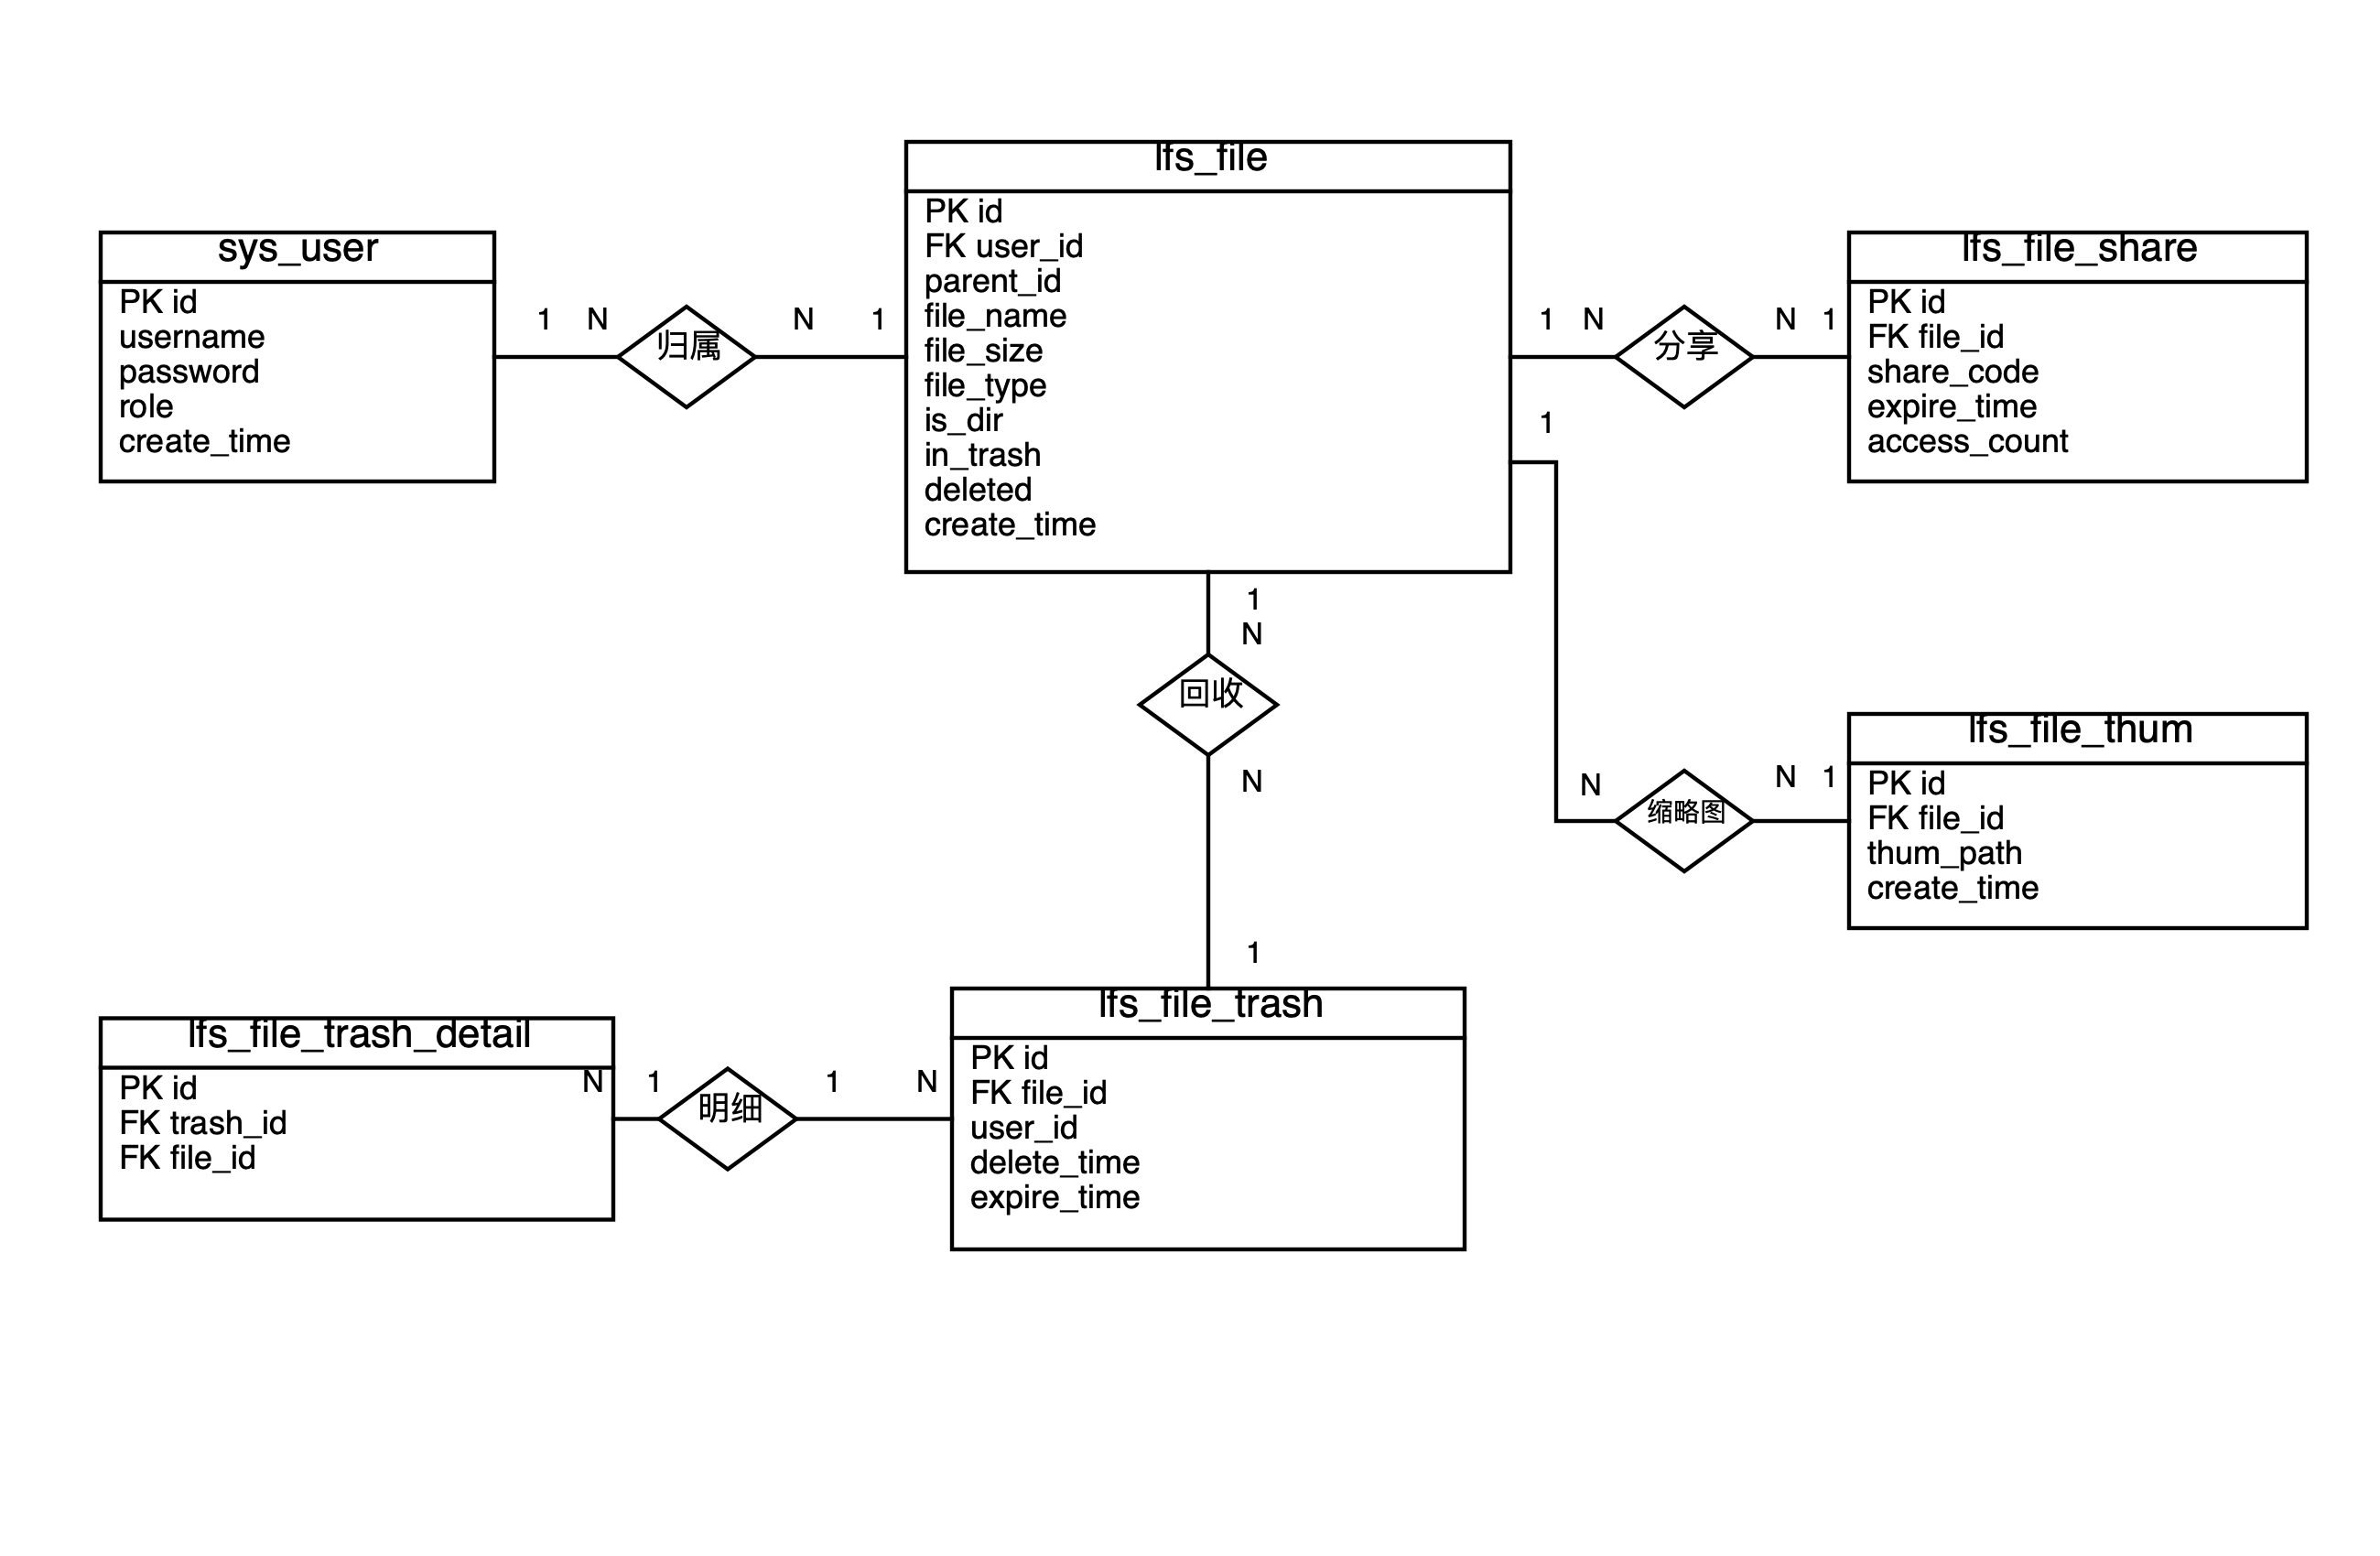 lfs_file
PK id
FK user_id
parent_id
file_name
file_size
file_type
is_dir
in_trash
deleted
create_time
sys_user
PK id
username
password
role
create_time
1 N
归属
N 1
1 N
分享
N 1
lfs_file_share
PK id
FK file_id
share_code
expire_time
access_count
1
1
N
回收
N
1
N
缩略图
N 1
lfs_file_thum
PK id
FK file_id
thum_path
create_time
lfs_file_trash_detail
PK id
FK trash_id
FK file_id
N 1
明细
1 N
lfs_file_trash
PK id
FK file_id
user_id
delete_time
expire_time